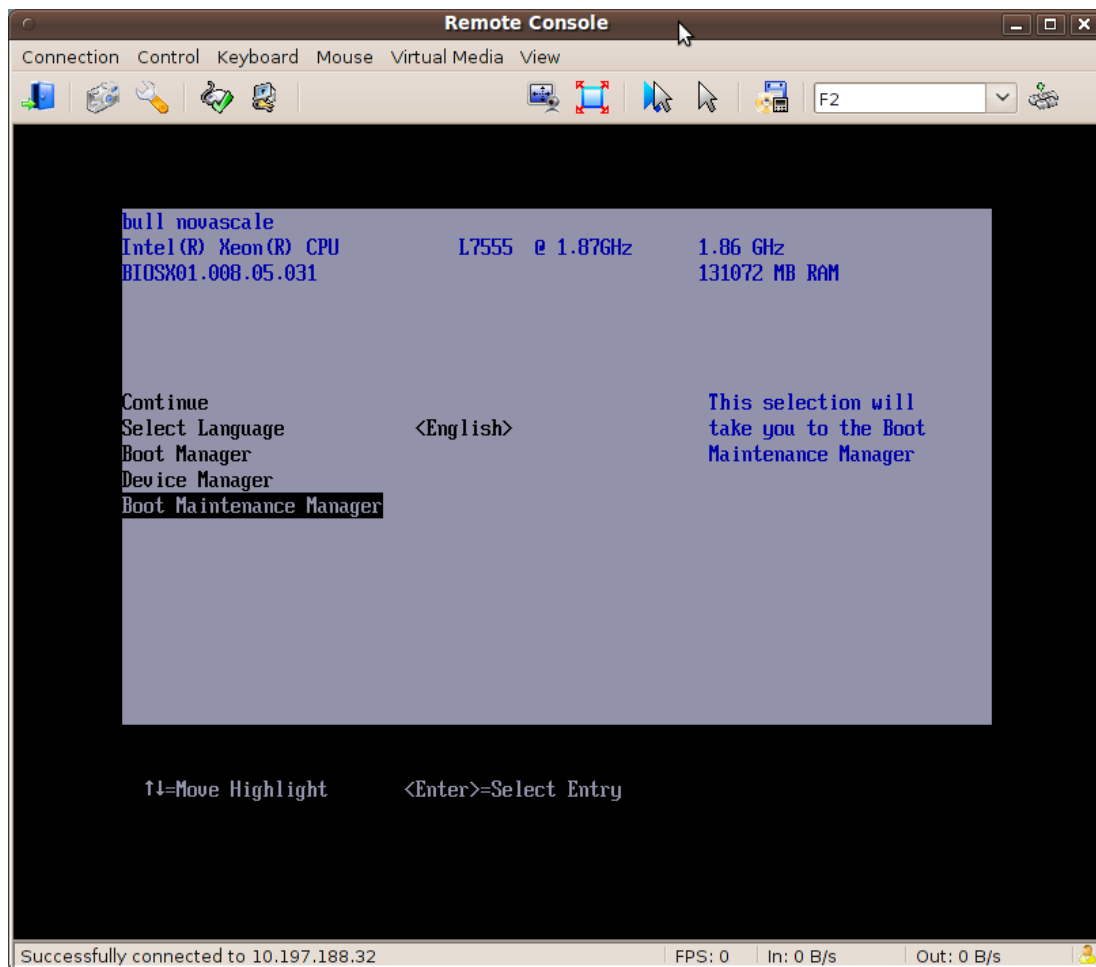 Remote Console
Connection Control Keyboard Mouse Virtual Media View
F2
bull novascale
Intel(R) Xeon(R) CPU L7555 @ 1.87GHz 1.86 GHz
BIOSX01.008.05.031 131072 MB RAM
Continue
Select Language <English>
Boot Manager
Device Manager
Boot Maintenance Manager
This selection will
take you to the Boot
Maintenance Manager
↑↓=Move Highlight <Enter>=Select Entry
Successfully connected to 10.197.188.32 FPS: 0 In: 0 B/s Out: 0 B/s